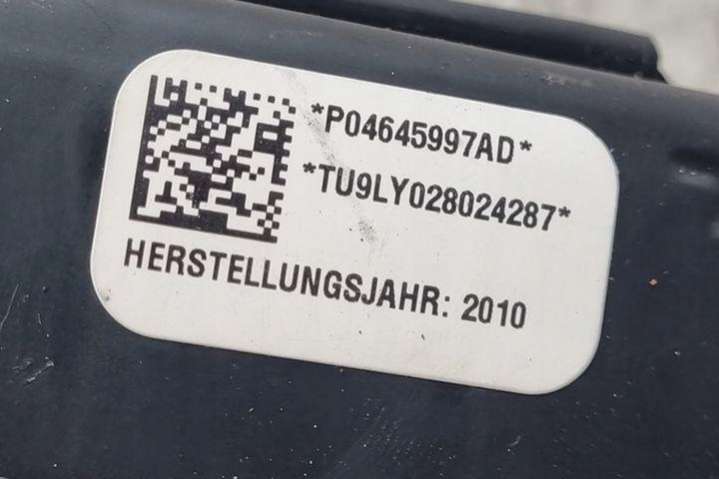 *P04645997AD*
*TU9LY028024287*
HERSTELLUNGSJAHR: 2010